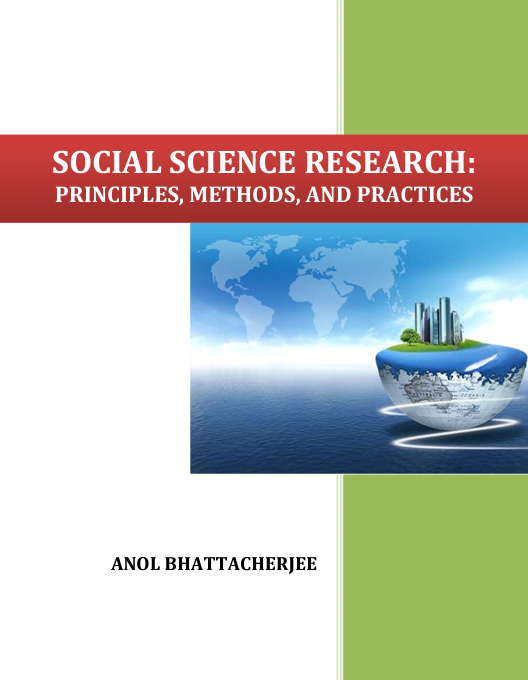 SOCIAL SCIENCE RESEARCH:
PRINCIPLES, METHODS, AND PRACTICES
ANOL BHATTACHERJEE